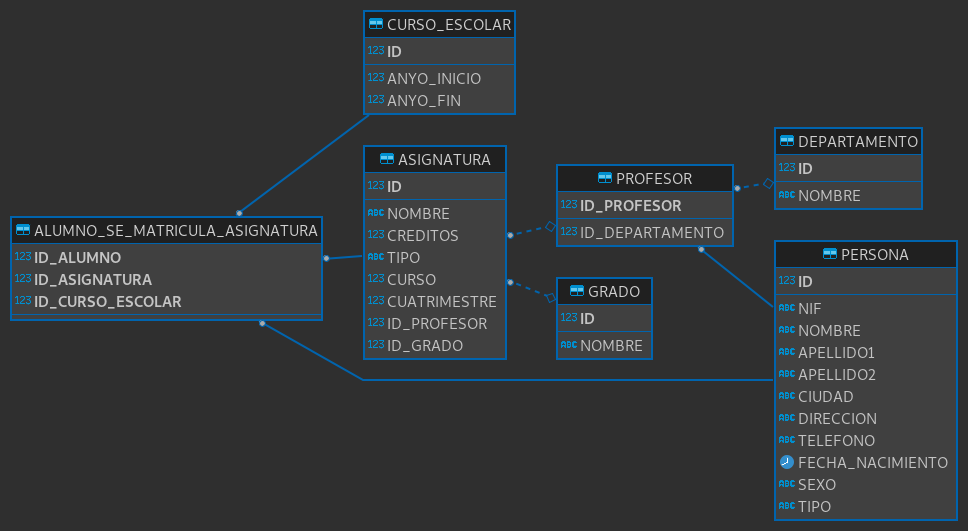 CURSO_ESCOLAR
123 ID
123 ANYO_INICIO
123 ANYO_FIN
ASIGNATURA
123 ID
ABC NOMBRE
123 CREDITOS
ABC TIPO
123 CURSO
123 CUATRIMESTRE
123 ID_PROFESOR
123 ID_GRADO
ALUMNO_SE_MATRICULA_ASIGNATURA
123 ID_ALUMNO
123 ID_ASIGNATURA
123 ID_CURSO_ESCOLAR
PROFESOR
123 ID_PROFESOR
123 ID_DEPARTAMENTO
GRADO
123 ID
ABC NOMBRE
DEPARTAMENTO
123 ID
ABC NOMBRE
PERSONA
123 ID
ABC NIF
ABC NOMBRE
ABC APELLIDO1
ABC APELLIDO2
ABC CIUDAD
ABC DIRECCION
ABC TELEFONO
FECHA_NACIMIENTO
ABC SEXO
ABC TIPO